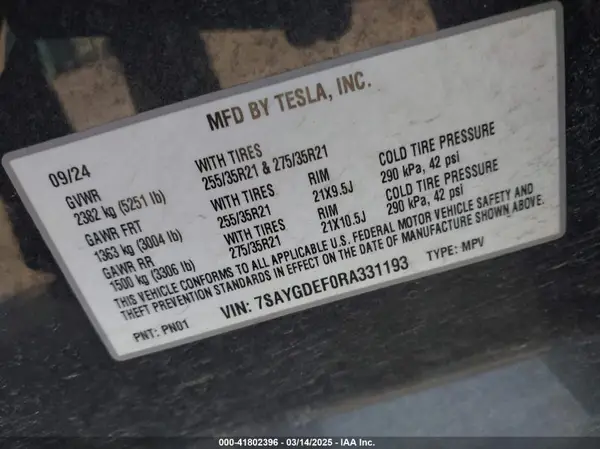 MFD BY TESLA, INC.
09/24
GVWR WITH TIRES COLD TIRE PRESSURE
2382 kg (5251 lb) 255/35R21 & 275/35R21 290 kPa, 42 psi
GAWR FRT WITH TIRES RIM COLD TIRE PRESSURE
1363 kg (3004 lb) 255/35R21 21X9.5J 290 kPa, 42 psi
GAWR RR WITH TIRES RIM
1500 kg (3306 lb) 275/35R21 21X10.5J
THIS VEHICLE CONFORMS TO ALL APPLICABLE U.S. FEDERAL MOTOR VEHICLE SAFETY AND
THEFT PREVENTION STANDARDS IN EFFECT ON THE DATE OF MANUFACTURE SHOWN ABOVE.
PNT: PN01 VIN: 7SAYGDEF0RA331193 TYPE: MPV
000-41802396 - 03/14/2025 - IAA Inc.